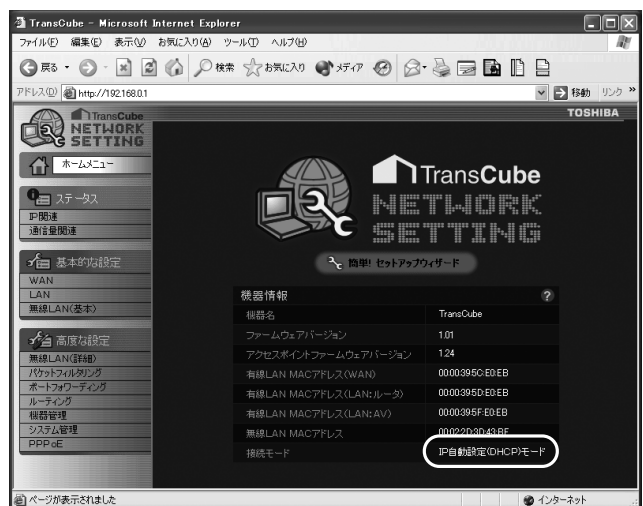 TransCube - Microsoft Internet Explorer
ファイル(F) 編集(E) 表示(V) お気に入り(A) ツール(T) ヘルプ(H)
戻る 検索 お気に入り メディア
アドレス(D) http://192.168.0.1 移動 リンク »
TOSHIBA
TransCube
NETWORK
SETTING
ホームメニュー
ステータス
IP関連
通信量関連
基本的な設定
WAN
LAN
無線LAN(基本)
高度な設定
無線LAN(詳細)
パケットフィルタリング
ポートフォワーディング
ルーティング
機器管理
システム管理
PPPoE
TransCube
NETWORK
SETTING
簡単! セットアップウィザード
機器情報 ?
機器名 TransCube
ファームウェアバージョン 1.01
アクセスポイントファームウェアバージョン 1.24
有線LAN MACアドレス(WAN) 00:00:39:5C:E0:EB
有線LAN MACアドレス(LAN:ルータ) 00:00:39:5D:E0:EB
有線LAN MACアドレス(LAN:AV) 00:00:39:5F:E0:EB
無線LAN MACアドレス 00:02:2D:3D:43:BF
接続モード IP自動設定(DHCP)モード
ページが表示されました インターネット